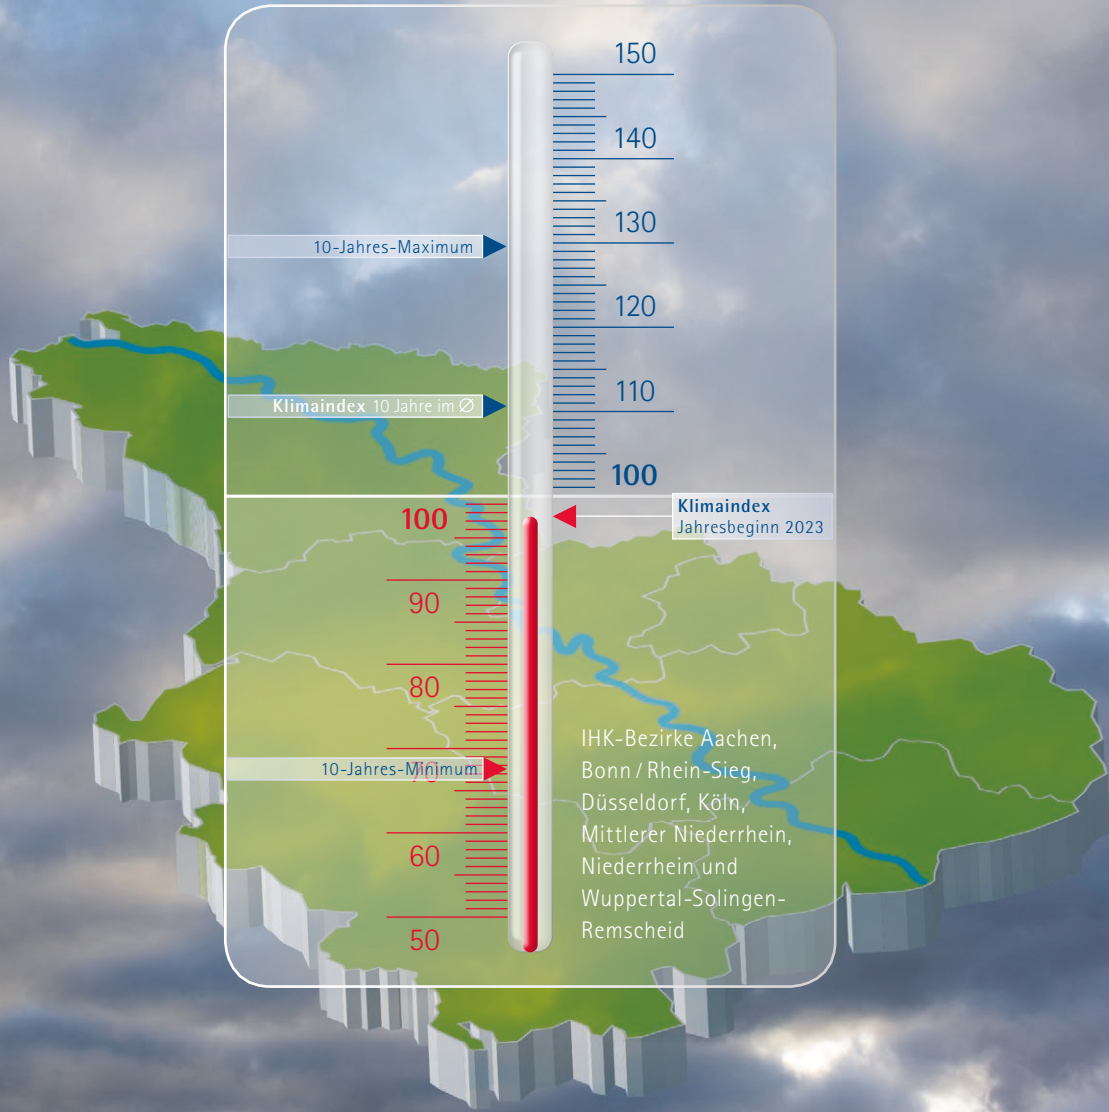 150
140
130
10-Jahres-Maximum
120
110
Klimaindex 10 Jahre im Ø
100
Klimaindex
Jahresbeginn 2023
100
90
80
70
10-Jahres-Minimum
60
50
IHK-Bezirke Aachen,
Bonn / Rhein-Sieg,
Düsseldorf, Köln,
Mittlerer Niederrhein,
Niederrhein und
Wuppertal-Solingen-
Remscheid